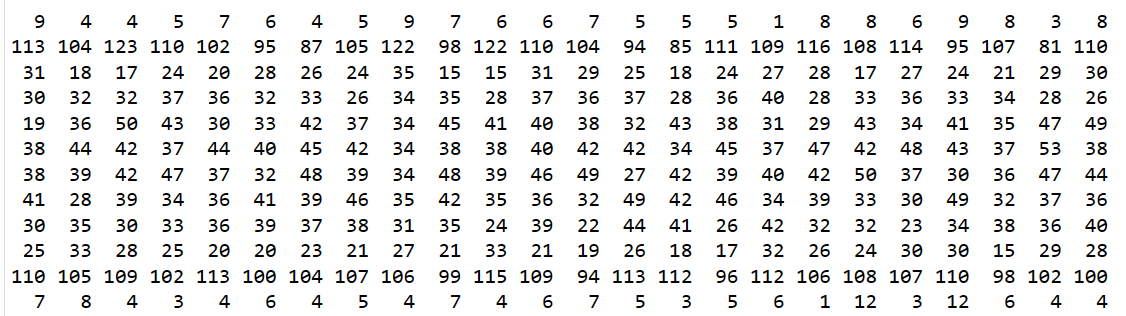 9 4 4 5 7 6 4 5 9 7 6 6 7 5 5 5 1 8 8 6 9 8 3 8
113 104 123 110 102 95 87 105 122 98 122 110 104 94 85 111 109 116 108 114 95 107 81 110
31 18 17 24 20 28 26 24 35 15 15 31 29 25 18 24 27 28 17 27 24 21 29 30
30 32 32 37 36 32 33 26 34 35 28 37 36 37 28 36 40 28 33 36 33 34 28 26
19 36 50 43 30 33 42 37 34 45 41 40 38 32 43 38 31 29 43 34 41 35 47 49
38 44 42 37 44 40 45 42 34 38 38 40 42 42 34 45 37 47 42 48 43 37 53 38
38 39 42 47 37 32 48 39 34 48 39 46 49 27 42 39 40 42 50 37 30 36 47 44
41 28 39 34 36 41 39 46 35 42 35 36 32 49 42 46 34 39 33 30 49 32 37 36
30 35 30 33 36 39 37 38 31 35 24 39 22 44 41 26 42 32 32 23 34 38 36 40
25 33 28 25 20 20 23 21 27 21 33 21 19 26 18 17 32 26 24 30 30 15 29 28
110 105 109 102 113 100 104 107 106 99 115 109 94 113 112 96 112 106 108 107 110 98 102 100
7 8 4 3 4 6 4 5 4 7 4 6 7 5 3 5 6 1 12 3 12 6 4 4